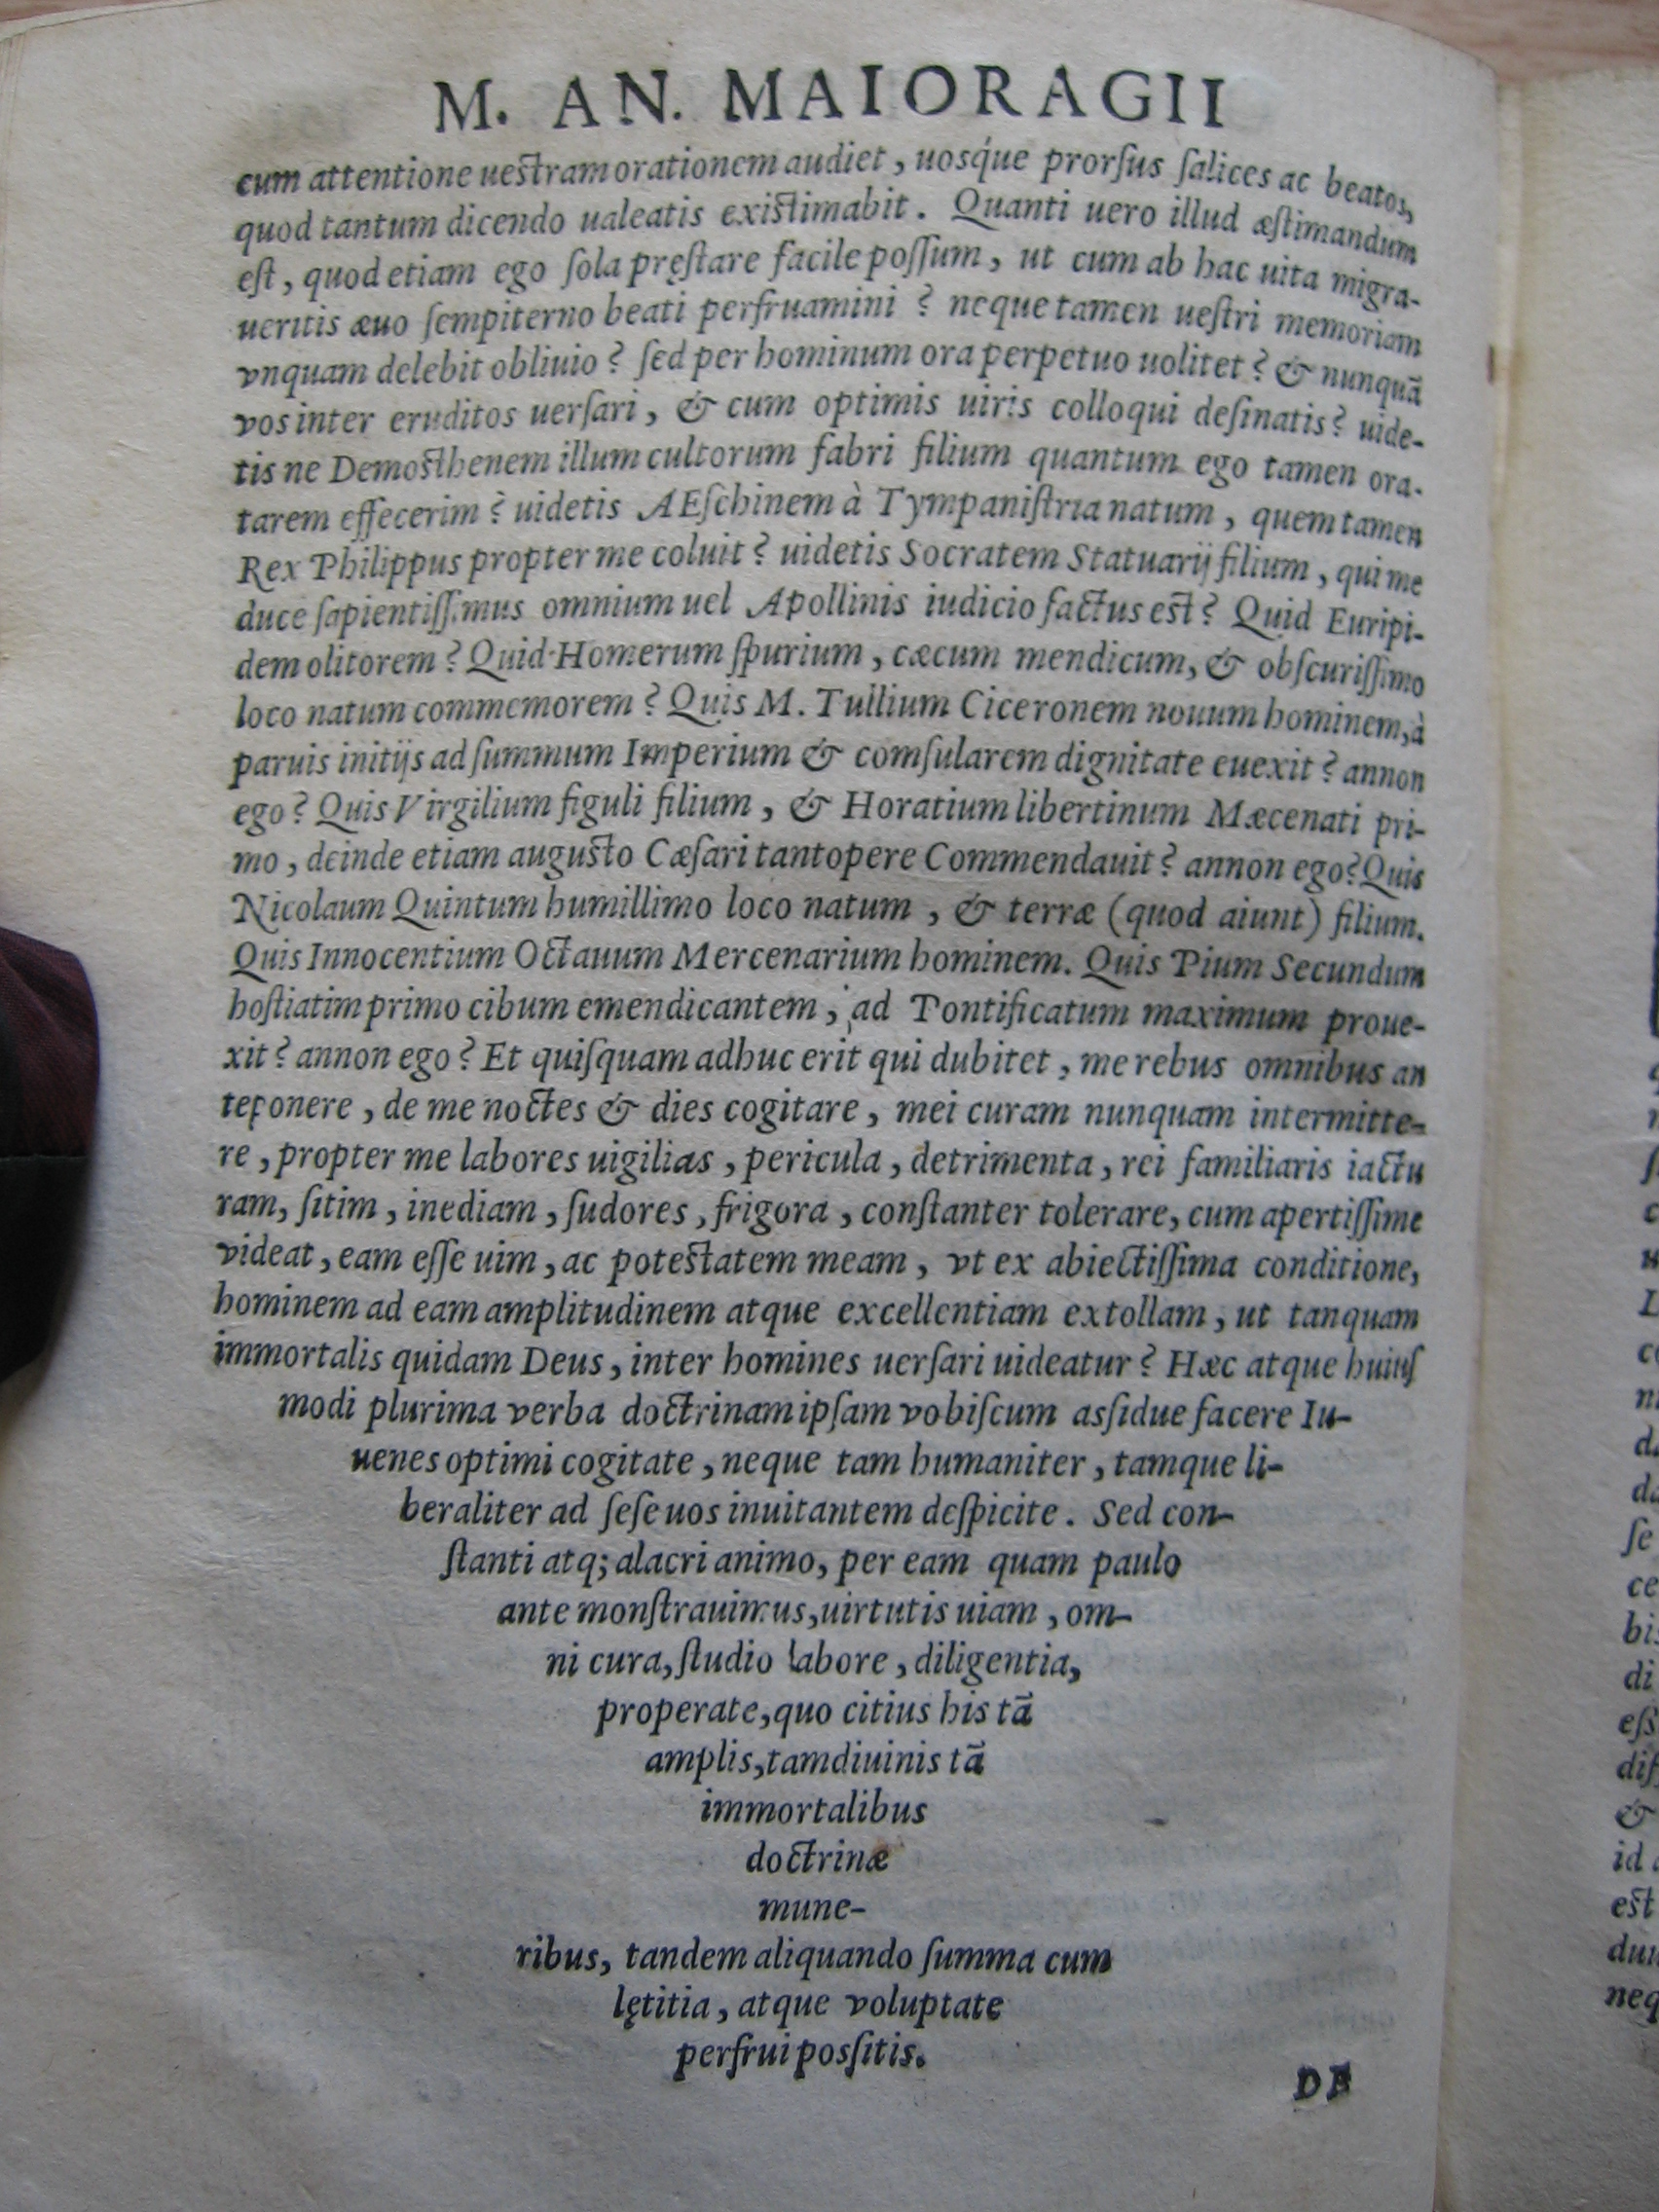 M. AN. MAIORAGII
cum attentione uestram orationem audiet, uosq́ue prorſus ſalices ac beatos,
quod tantum dicendo ualeatis existimabit. Quanti uero illud æſtimandum
eſt, quod etiam ego ſola pręſtare facile poſſum, ut cum ab hac uita migra-
ueritis æuo ſempiterno beati perfruamini? neque tamen ueſtri memoriam
vnquam delebit obliuio? ſed per hominum ora perpetuo uolitet? & nunquā
vos inter eruditos uerſari, & cum optimis uiris colloqui deſinatis? uide-
tis ne Demosthenem illum cultorum fabri filium quantum ego tamen ora-
tarem effecerim? uidetis AEſchinem à Tympaniſtria natum, quem tamen
Rex Philippus propter me coluit? uidetis Socratem Statuarij filium, qui me
duce ſapientiſſimus omnium uel Apollinis iudicio factus est? Quid Euripi-
dem olitorem? Quid Homerum ſpurium, cæcum mendicum, & obſcuriſſimo
loco natum commemorem? Quis M. Tullium Ciceronem nouum hominem, à
paruis initijs ad ſummum Imperium & comſularem dignitate euexit? annon
ego? Quis Virgilium figuli filium, & Horatium libertinum Mæcenati pri-
mo, deinde etiam augusto Cæſari tantopere Commendauit? annon ego? Quis
Nicolaum Quintum humillimo loco natum, & terræ (quod aiunt) filium.
Quis Innocentium Octauum Mercenarium hominem. Quis Pium Secundum
hoſtiatim primo cibum emendicantem, ad Pontificatum maximum proue-
xit? annon ego? Et quiſquam adhuc erit qui dubitet, me rebus omnibus an
teponere, de me noctes & dies cogitare, mei curam nunquam intermitte-
re, propter me labores uigilias, pericula, detrimenta, rei familiaris iactu
ram, ſitim, inediam, ſudores, frigora, conſtanter tolerare, cum apertiſſime
videat, eam eſſe uim, ac potestatem meam, vt ex abiectiſſima conditione,
hominem ad eam amplitudinem atque excellentiam extollam, ut tanquam
immortalis quidam Deus, inter homines uerſari uideatur? Hæc atque huiuſ
modi plurima verba doctrinam ipſam vobiſcum asſidue facere Iu-
uenes optimi cogitate, neque tam humaniter, tamque li-
beraliter ad ſeſe uos inuitantem deſpicite. Sed con-
ſtanti atq; alacri animo, per eam quam paulo
ante monſtrauimus, uirtutis uiam, om-
ni cura, ſtudio labore, diligentia,
properate, quo citius his tā
amplis, tam diuinis tā
immortalibus
doctrinæ
mune-
ribus, tandem aliquando ſumma cum
lętitia, atque voluptate
perfrui posſitis.
DE